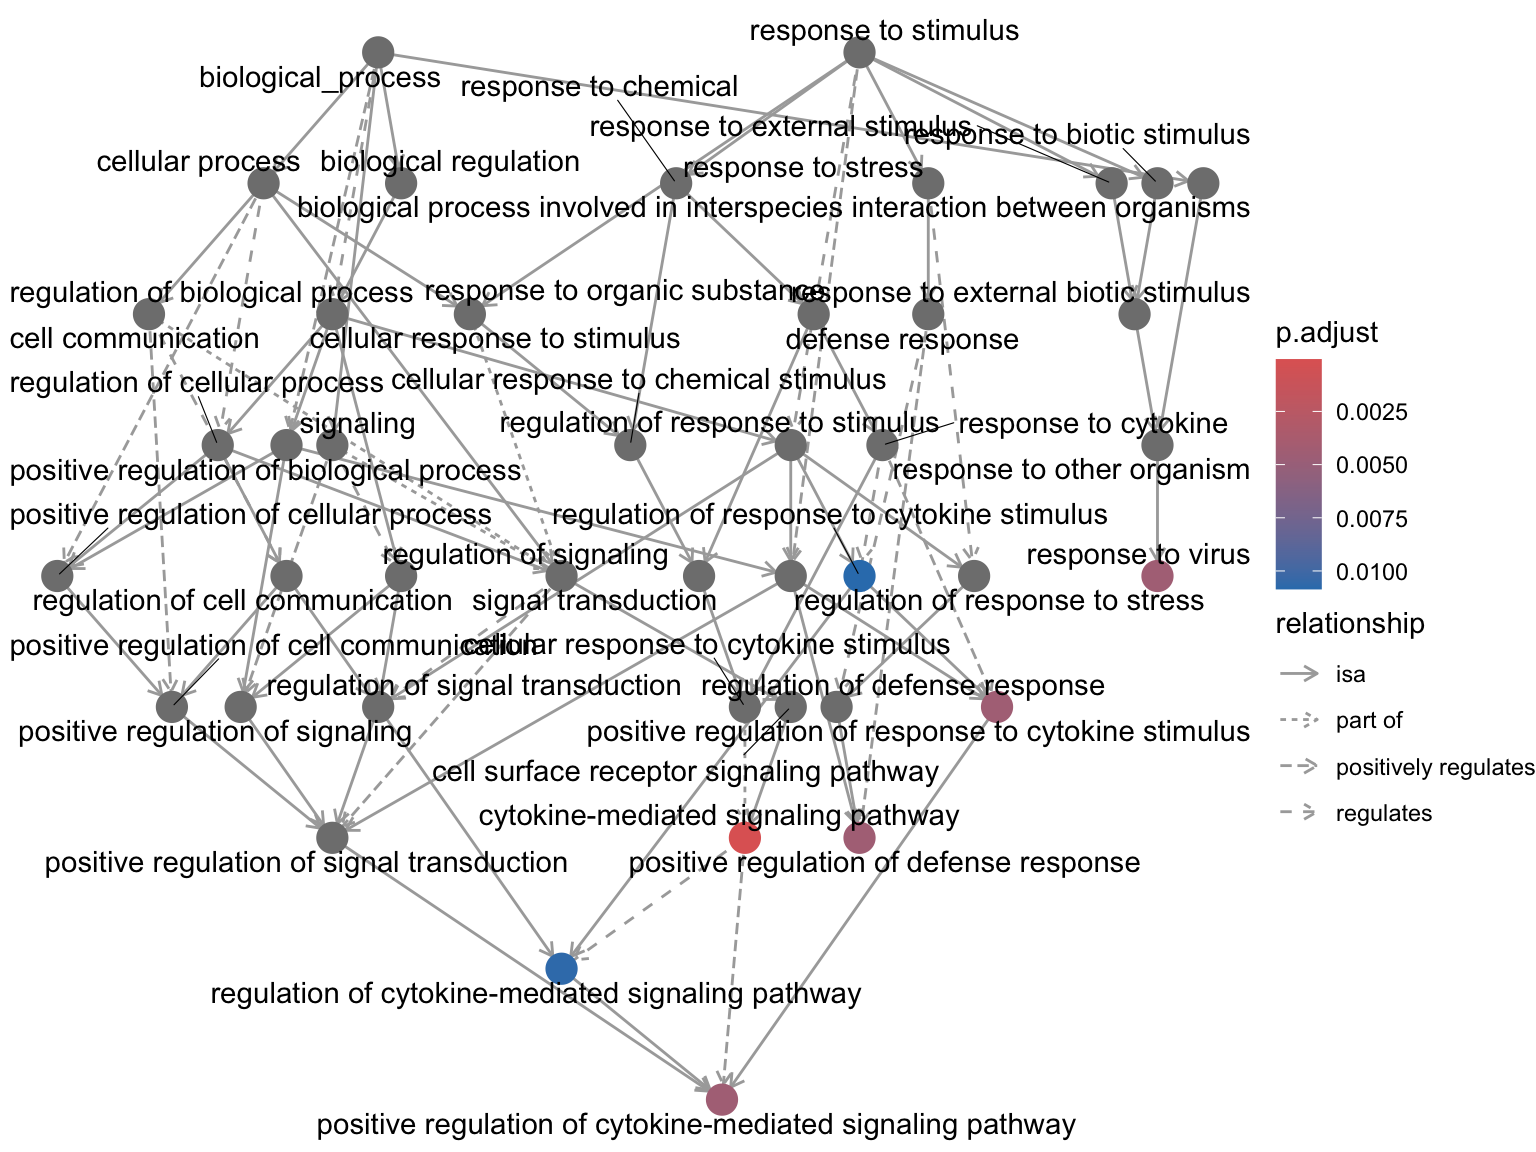 response to stimulus
biological_process
response to chemical
response to external stimulus
response to biotic stimulus
cellular process
biological regulation
response to stress
biological process involved in interspecies interaction between organisms
regulation of biological process
response to organic substance
response to external biotic stimulus
cell communication
cellular response to stimulus
defense response
regulation of cellular process
cellular response to chemical stimulus
signaling
regulation of response to stimulus
response to cytokine
positive regulation of biological process
response to other organism
positive regulation of cellular process
regulation of response to cytokine stimulus
regulation of signaling
response to virus
regulation of cell communication
signal transduction
regulation of response to stress
positive regulation of cell communication
cellular response to cytokine stimulus
regulation of signal transduction
regulation of defense response
positive regulation of signaling
positive regulation of response to cytokine stimulus
cell surface receptor signaling pathway
cytokine-mediated signaling pathway
positive regulation of signal transduction
positive regulation of defense response
regulation of cytokine-mediated signaling pathway
positive regulation of cytokine-mediated signaling pathway
p.adjust
0.0025
0.0050
0.0075
0.0100
relationship
isa
part of
positively regulates
regulates